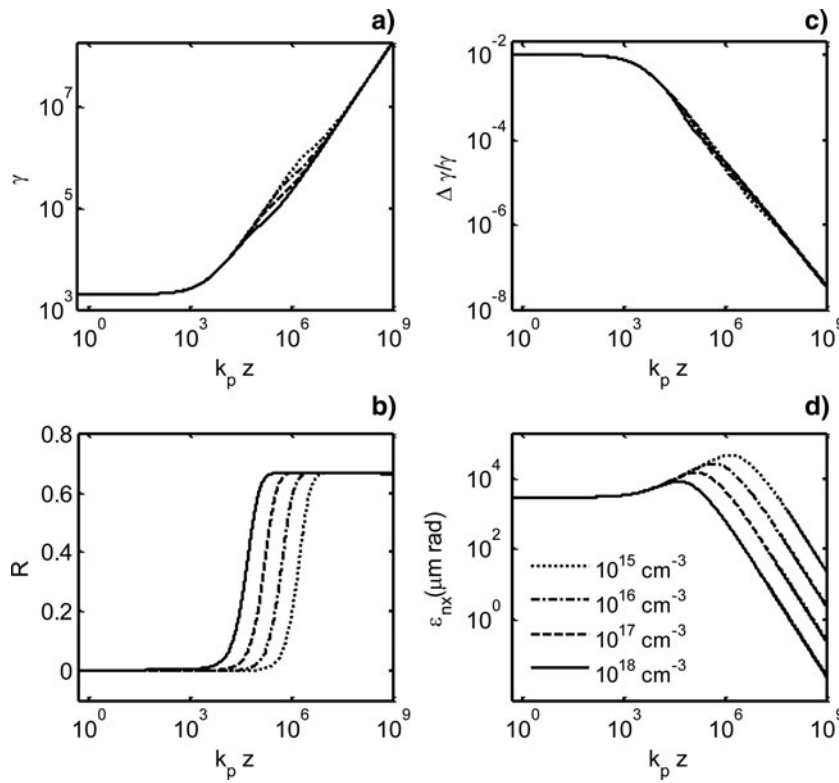 a)
10^7
10^5
10^3
γ
10^0 10^3 10^6 10^9
k_p z
c)
10^-2
10^-4
10^-6
10^-8
Δ γ/γ
10^0 10^3 10^6 10^9
k_p z
b)
0.8
0.6
0.4
0.2
0
R
10^0 10^3 10^6 10^9
k_p z
d)
10^4
10^2
10^0
ε_nx(μm rad)
10^15 cm^-3
10^16 cm^-3
10^17 cm^-3
10^18 cm^-3
10^0 10^3 10^6 10^9
k_p z